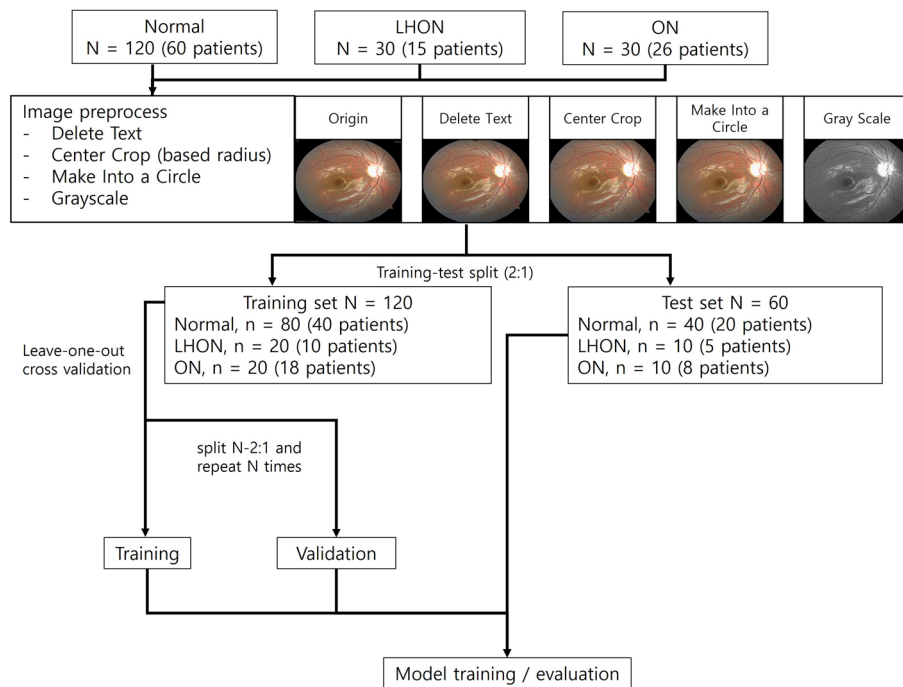 Normal
N = 120 (60 patients)
LHON
N = 30 (15 patients)
ON
N = 30 (26 patients)
Image preprocess
- Delete Text
- Center Crop (based radius)
- Make Into a Circle
- Grayscale
Origin
Delete Text
Center Crop
Make Into a
Circle
Gray Scale
Training-test split (2:1)
Training set N = 120
Normal, n = 80 (40 patients)
LHON, n = 20 (10 patients)
ON, n = 20 (18 patients)
Test set N = 60
Normal, n = 40 (20 patients)
LHON, n = 10 (5 patients)
ON, n = 10 (8 patients)
Leave-one-out
cross validation
split N-2:1 and
repeat N times
Training
Validation
Model training / evaluation